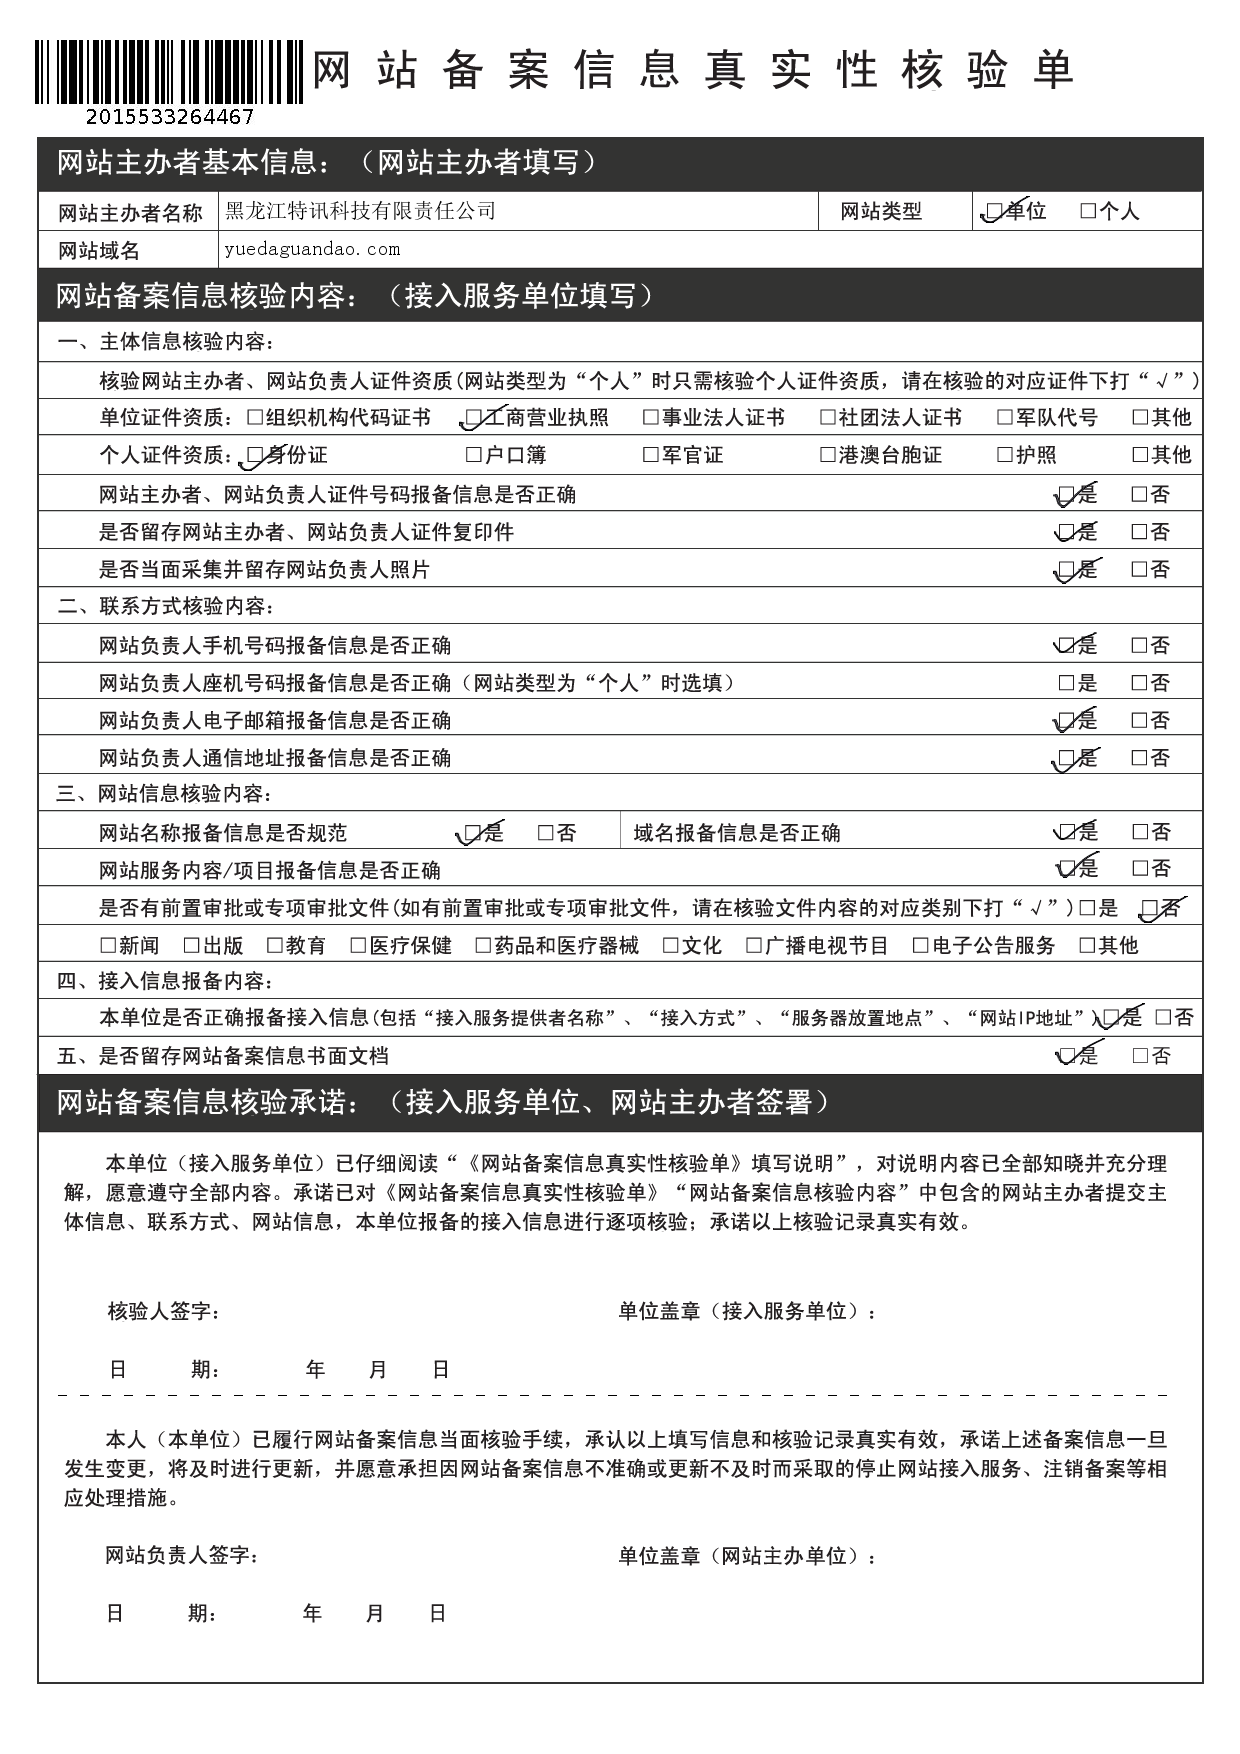 网站备案信息真实性核验单
2015533264467
网站主办者基本信息：（网站主办者填写）
网站主办者名称 黑龙江特讯科技有限责任公司 网站类型 ☑单位 □个人
网站域名 yuedaguandao.com
网站备案信息核验内容：（接入服务单位填写）
一、主体信息核验内容：
核验网站主办者、网站负责人证件资质(网站类型为“个人”时只需核验个人证件资质，请在核验的对应证件下打“√”)
单位证件资质：□组织机构代码证书 ☑工商营业执照 □事业法人证书 □社团法人证书 □军队代号 □其他
个人证件资质：☑身份证 □户口簿 □军官证 □港澳台胞证 □护照 □其他
网站主办者、网站负责人证件号码报备信息是否正确 ☑是 □否
是否留存网站主办者、网站负责人证件复印件 ☑是 □否
是否当面采集并留存网站负责人照片 ☑是 □否
二、联系方式核验内容：
网站负责人手机号码报备信息是否正确 ☑是 □否
网站负责人座机号码报备信息是否正确（网站类型为“个人”时选填） □是 □否
网站负责人电子邮箱报备信息是否正确 ☑是 □否
网站负责人通信地址报备信息是否正确 ☑是 □否
三、网站信息核验内容：
网站名称报备信息是否规范 ☑是 □否 域名报备信息是否正确 ☑是 □否
网站服务内容/项目报备信息是否正确 ☑是 □否
是否有前置审批或专项审批文件(如有前置审批或专项审批文件，请在核验文件内容的对应类别下打“√”)□是 ☑否
□新闻 □出版 □教育 □医疗保健 □药品和医疗器械 □文化 □广播电视节目 □电子公告服务 □其他
四、接入信息报备内容：
本单位是否正确报备接入信息(包括“接入服务提供者名称”、“接入方式”、“服务器放置地点”、“网站IP地址”)☑是 □否
五、是否留存网站备案信息书面文档 ☑是 □否
网站备案信息核验承诺：（接入服务单位、网站主办者签署）
本单位（接入服务单位）已仔细阅读“《网站备案信息真实性核验单》填写说明”，对说明内容已全部知晓并充分理
解，愿意遵守全部内容。承诺已对《网站备案信息真实性核验单》“网站备案信息核验内容”中包含的网站主办者提交主
体信息、联系方式、网站信息，本单位报备的接入信息进行逐项核验；承诺以上核验记录真实有效。
核验人签字： 单位盖章（接入服务单位）：
日 期： 年 月 日
本人（本单位）已履行网站备案信息当面核验手续，承认以上填写信息和核验记录真实有效，承诺上述备案信息一旦
发生变更，将及时进行更新，并愿意承担因网站备案信息不准确或更新不及时而采取的停止网站接入服务、注销备案等相
应处理措施。
网站负责人签字： 单位盖章（网站主办单位）：
日 期： 年 月 日